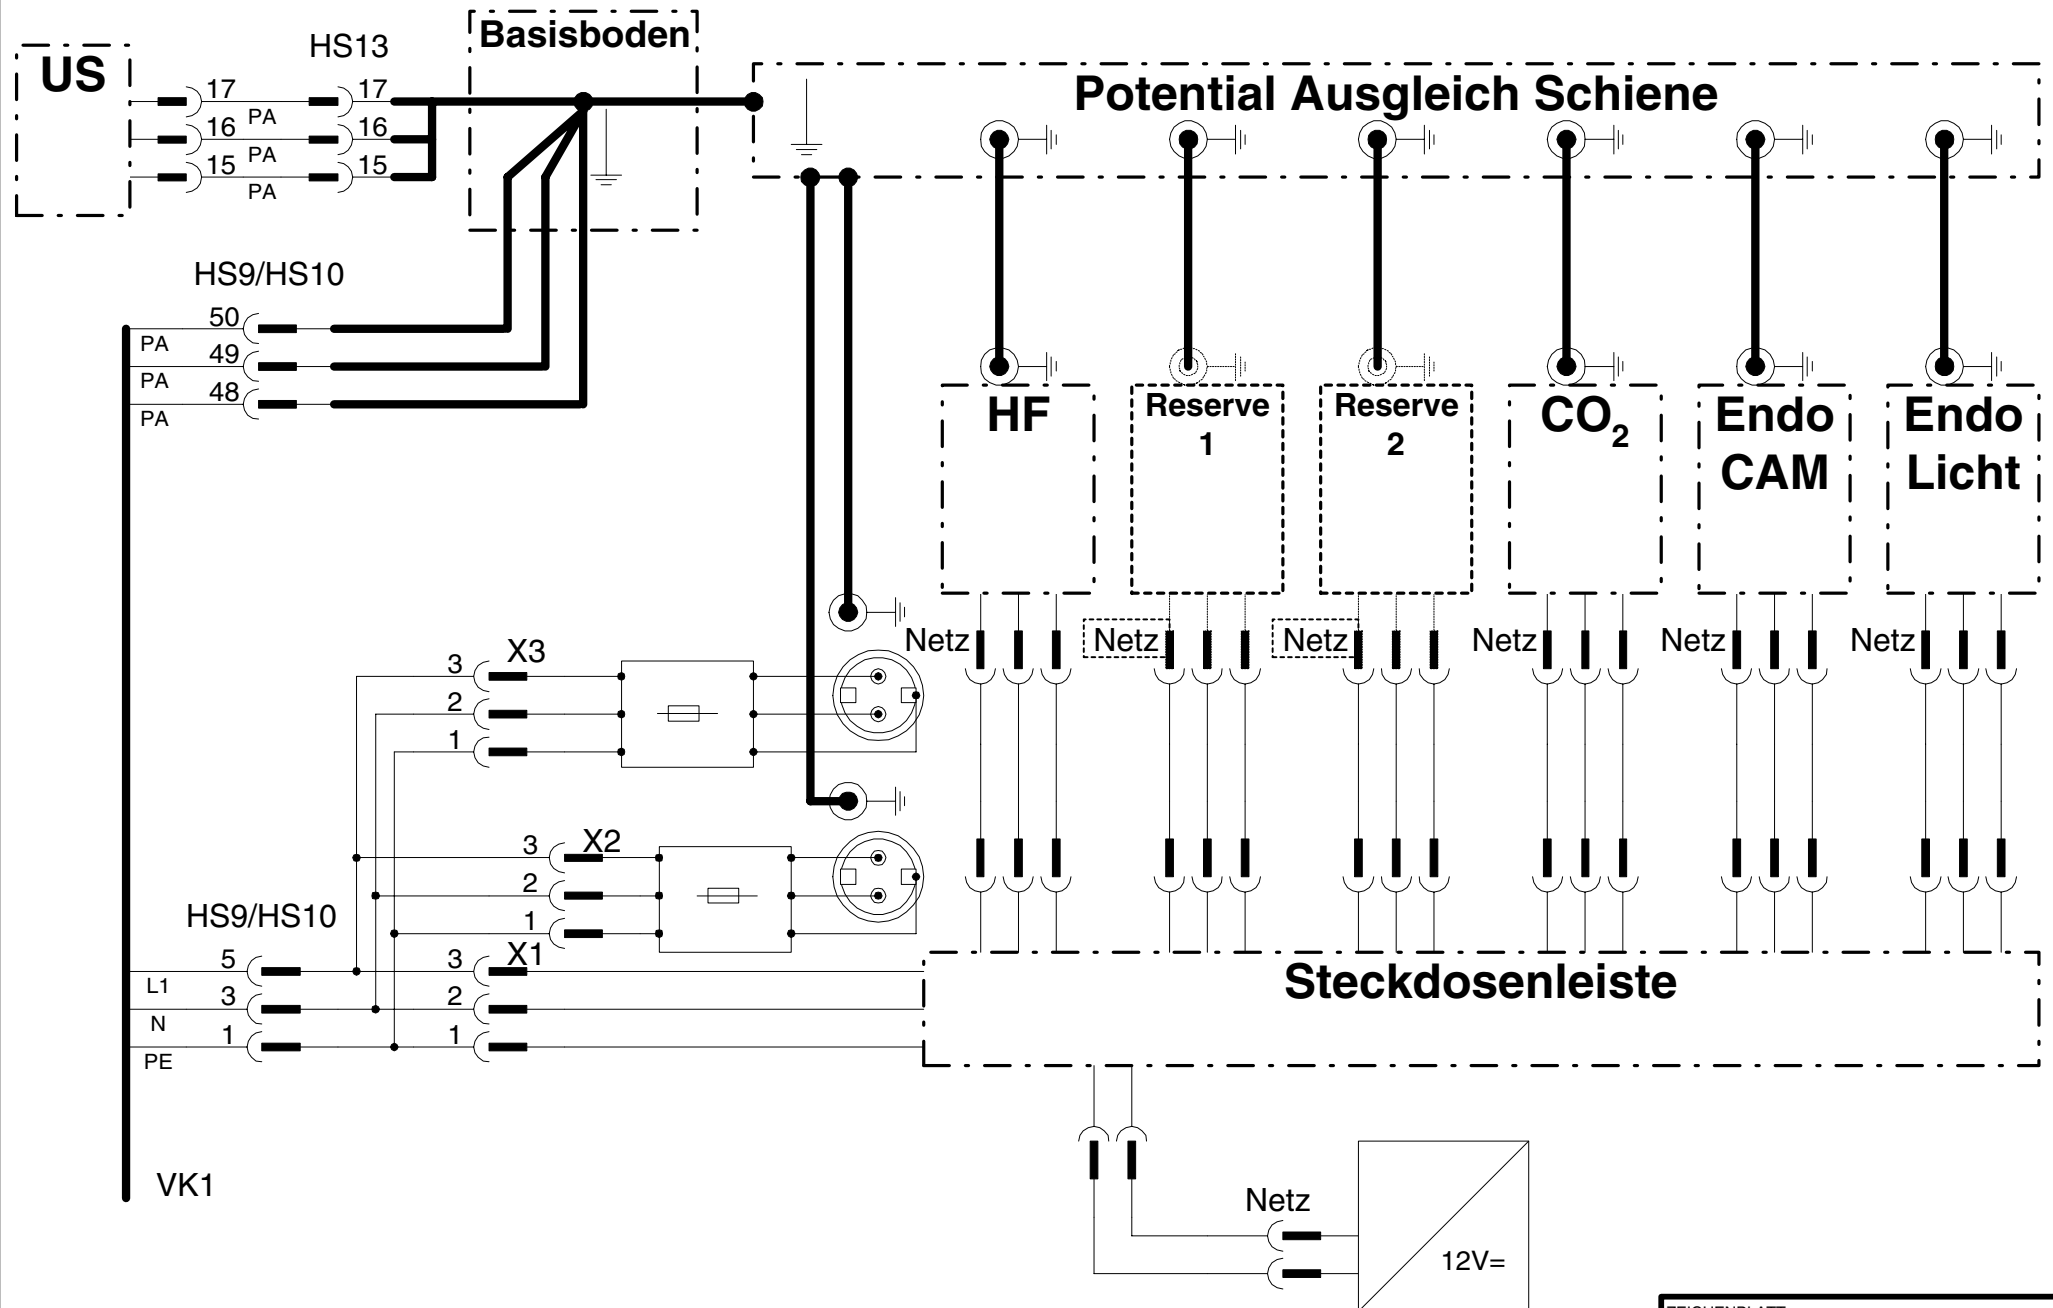 HS13
Basisboden
US
Potential Ausgleich Schiene
17 17
PA
16 16
PA
15 15
PA
HS9/HS10
50
PA
49
PA
48
PA
HF
Reserve
1
Reserve
2
CO2
Endo
CAM
Endo
Licht
Netz Netz Netz Netz Netz Netz
X3
3
2
1
X2
3
2
1
HS9/HS10
X1
5 3
L1
3 2
N
1 1
PE
Steckdosenleiste
VK1
Netz
12V=